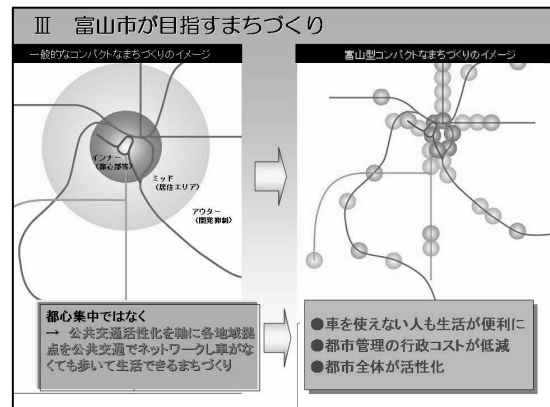 Ⅲ 富山市が目指すまちづくり
一般的なコンパクトなまちづくりのイメージ
富山型コンパクトなまちづくりのイメージ
インナー
(都心部等)
ミッド
(居住エリア)
アウター
(開発抑制)
都心集中ではなく
→ 公共交通活性化を軸に各地域拠
点を公共交通でネットワークし車がな
くても歩いて生活できるまちづくり
●車を使えない人も生活が便利に
●都市管理の行政コストが低減
●都市全体が活性化